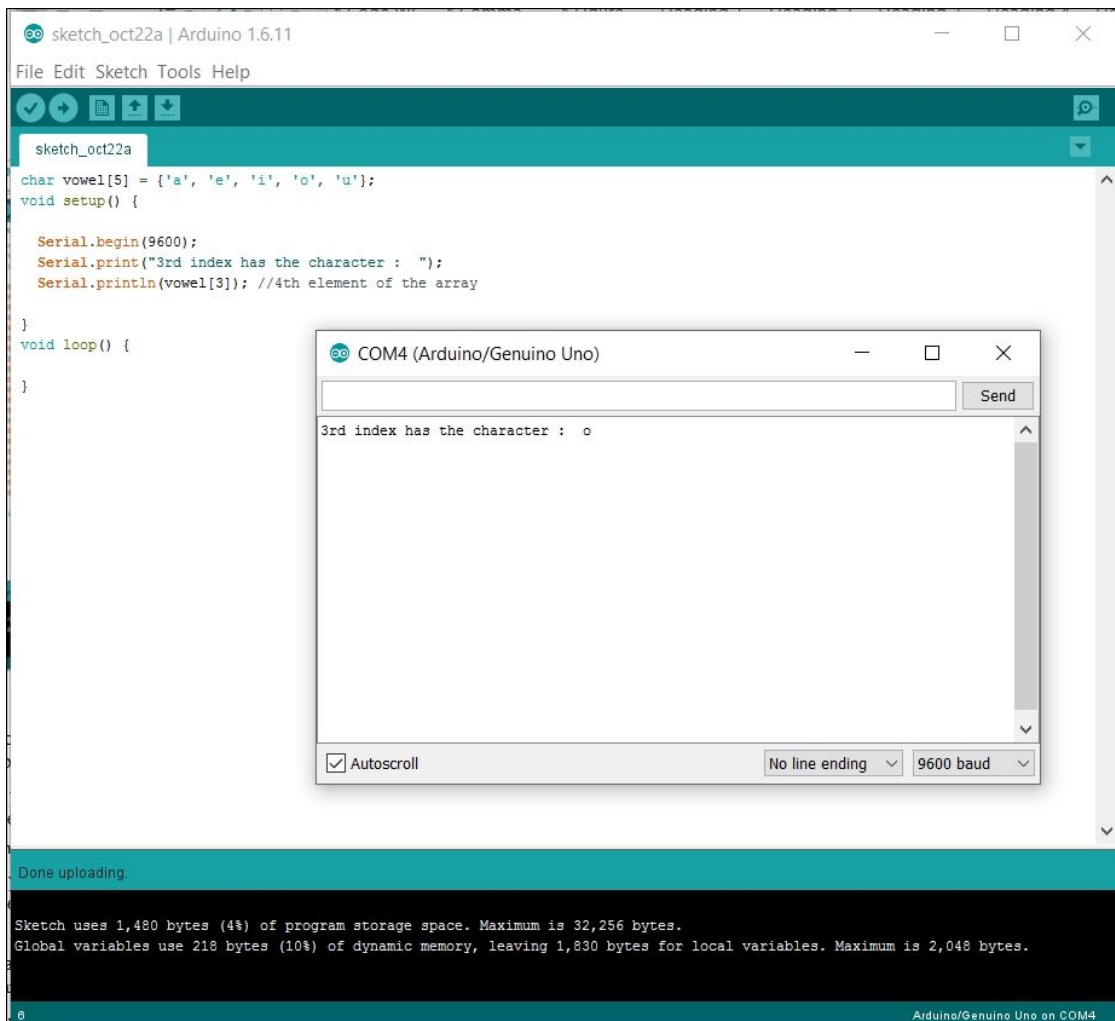 sketch_oct22a | Arduino 1.6.11
File Edit Sketch Tools Help
sketch_oct22a
char vowel[5] = {'a', 'e', 'i', 'o', 'u'};
void setup() {
Serial.begin(9600);
Serial.print("3rd index has the character :  ");
Serial.println(vowel[3]); //4th element of the array
}
void loop() {
}
COM4 (Arduino/Genuino Uno)
Send
3rd index has the character :  o
Autoscroll
No line ending
9600 baud
Done uploading.
Sketch uses 1,480 bytes (4%) of program storage space. Maximum is 32,256 bytes.
Global variables use 218 bytes (10%) of dynamic memory, leaving 1,830 bytes for local variables. Maximum is 2,048 bytes.
6
Arduino/Genuino Uno on COM4